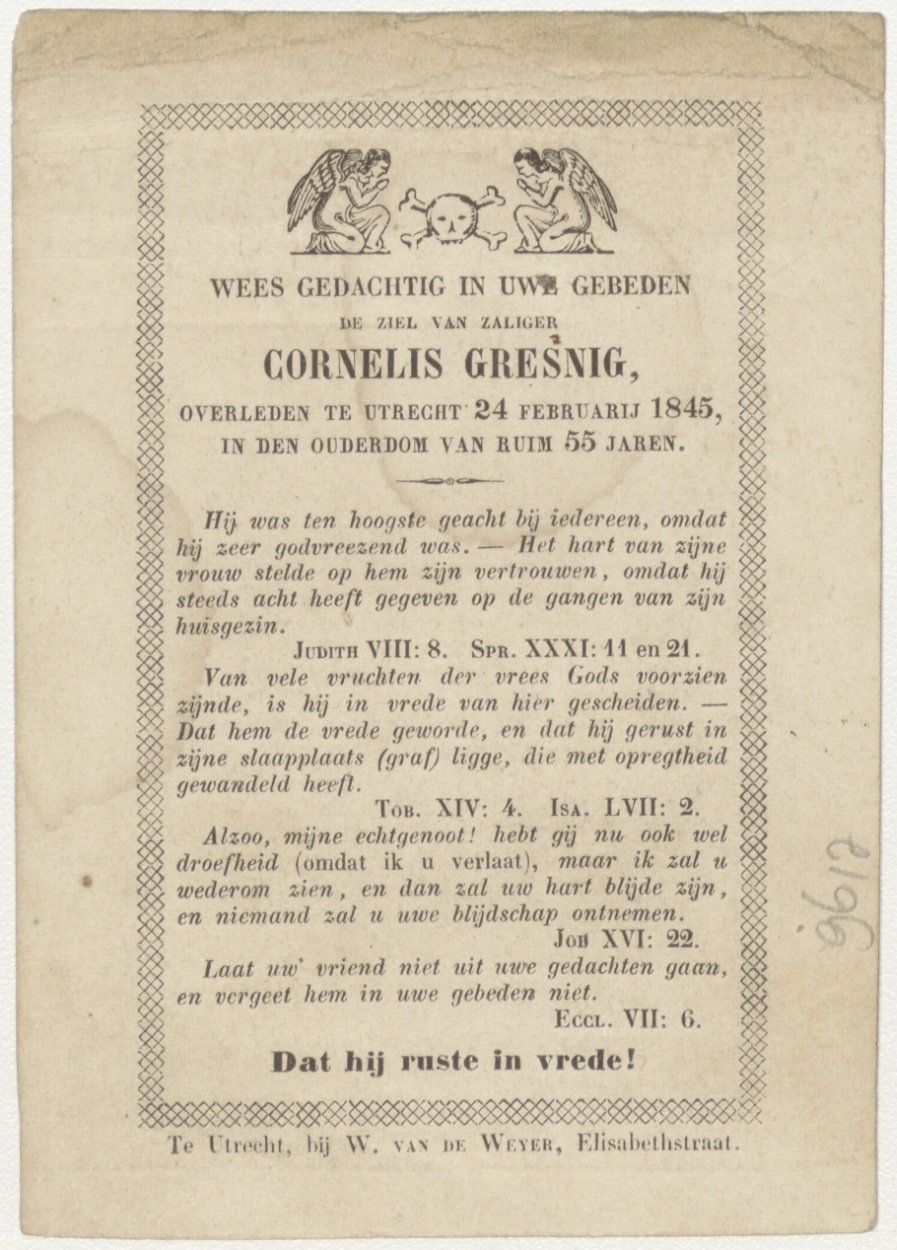 WEES GEDACHTIG IN UWE GEBEDEN
DE ZIEL VAN ZALIGER
CORNELIS GRESNIG,
OVERLEDEN TE UTRECHT 24 FEBRUARIJ 1845,
IN DEN OUDERDOM VAN RUIM 55 JAREN.
Hij was ten hoogste geacht bij iedereen, omdat
hij zeer godvreezend was. — Het hart van zijne
vrouw stelde op hem zijn vertrouwen, omdat hij
steeds acht heeft gegeven op de gangen van zijn
huisgezin.
JUDITH VIII: 8. SPR. XXXI: 11 en 21.
Van vele vruchten der vrees Gods voorzien
zijnde, is hij in vrede van hier gescheiden. —
Dat hem de vrede geworde, en dat hij gerust in
zijne slaapplaats (graf) ligge, die met opregtheid
gewandeld heeft.
TOB. XIV: 4. ISA. LVII: 2.
Alzoo, mijne echtgenoot! hebt gij nu ook wel
droefheid (omdat ik u verlaat), maar ik zal u
wederom zien, en dan zal uw hart blijde zijn,
en niemand zal u uwe blijdschap ontnemen.
JOH XVI: 22.
Laat uw' vriend niet uit uwe gedachten gaan,
en vergeet hem in uwe gebeden niet.
ECCL. VII: 6.
Dat hij ruste in vrede!
Te Utrecht, bij W. VAN DE WEYER, Elisabethstraat.